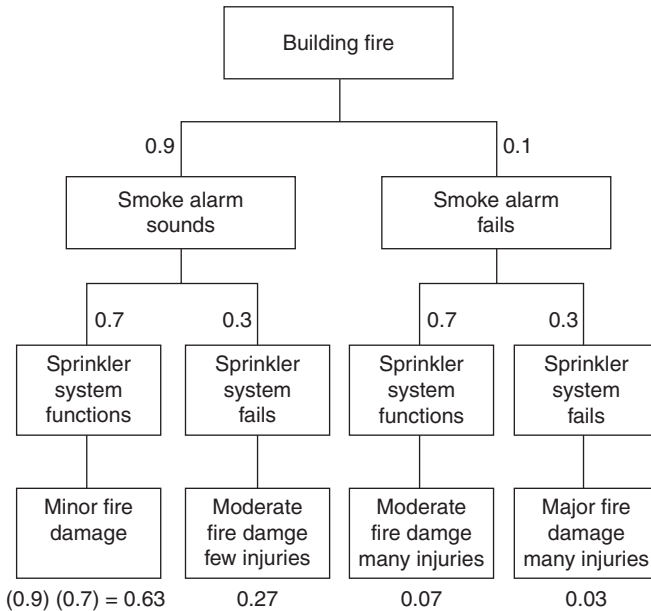 Building fire
0.9
0.1
Smoke alarm
sounds
Smoke alarm
fails
0.7
0.3
0.7
0.3
Sprinkler
system
functions
Sprinkler
system
fails
Sprinkler
system
functions
Sprinkler
system
fails
Minor fire
damage
Moderate
fire damge
few injuries
Moderate
fire damge
many injuries
Major fire
damage
many injuries
(0.9) (0.7) = 0.63
0.27
0.07
0.03